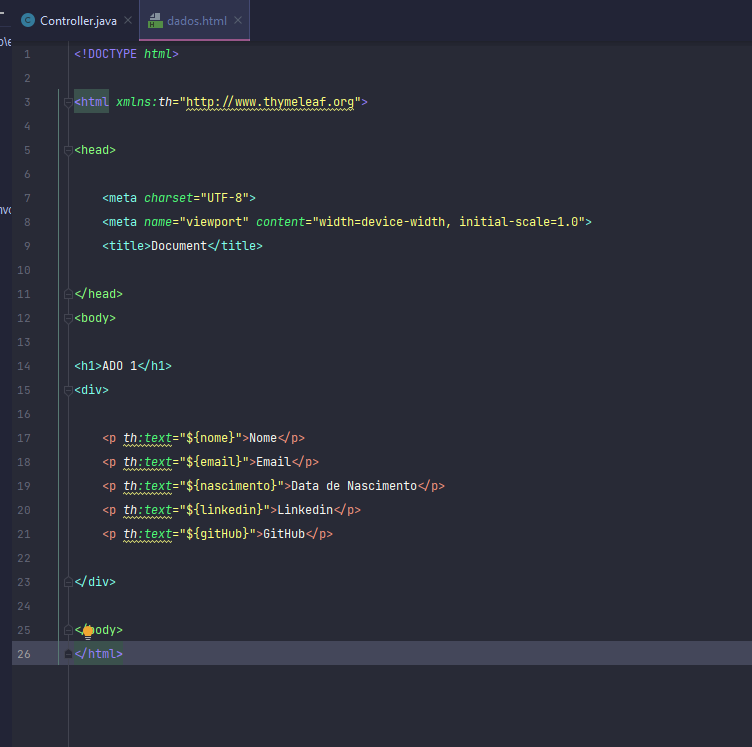 Controller.java
dados.html
1 <!DOCTYPE html>
2
3 <html xmlns:th="http://www.thymeleaf.org">
4
5 <head>
6
7 <meta charset="UTF-8">
8 <meta name="viewport" content="width=device-width, initial-scale=1.0">
9 <title>Document</title>
10
11 </head>
12 <body>
13
14 <h1>ADO 1</h1>
15 <div>
16
17 <p th:text="${nome}">Nome</p>
18 <p th:text="${email}">Email</p>
19 <p th:text="${nascimento}">Data de Nascimento</p>
20 <p th:text="${linkedin}">Linkedin</p>
21 <p th:text="${gitHub}">GitHub</p>
22
23 </div>
24
25 </body>
26 </html>